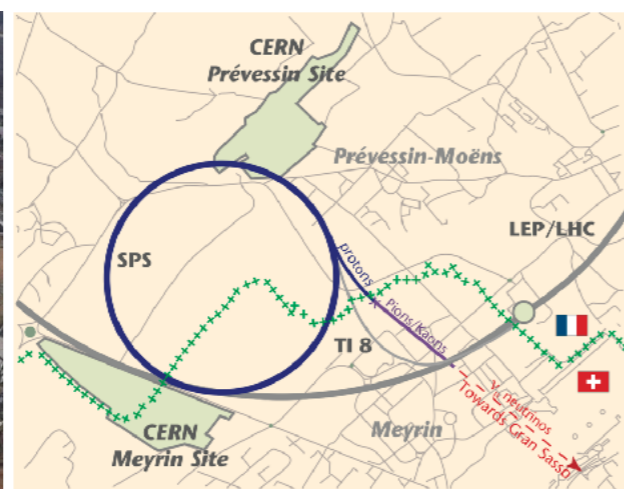 CERN
Prévessin Site
Prévessin-Moëns
LEP/LHC
SPS
protons
Pions/Kaons
TI 8
νμ neutrinos
Towards Gran Sasso
Meyrin
CERN
Meyrin Site